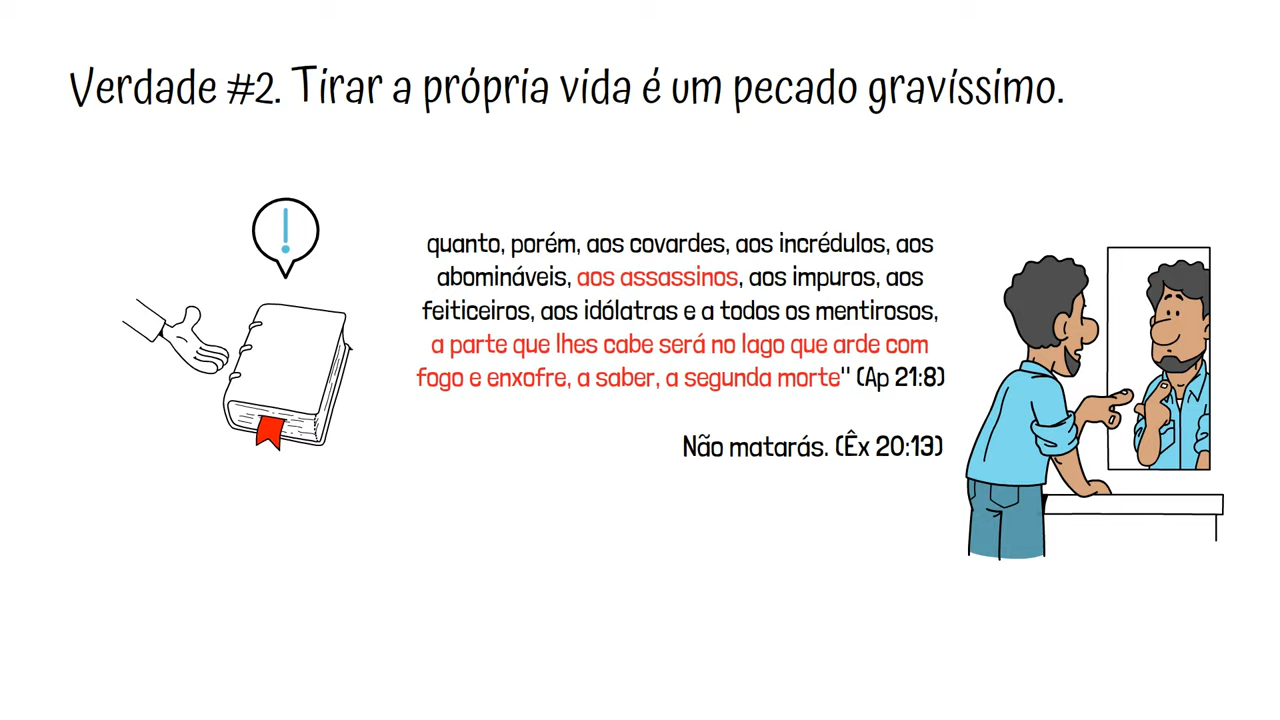 Verdade #2. Tirar a própria vida é um pecado gravíssimo.
!
quanto, porém, aos covardes, aos incrédulos, aos
abomináveis, aos assassinos, aos impuros, aos
feiticeiros, aos idólatras e a todos os mentirosos,
a parte que lhes cabe será no lago que arde com
fogo e enxofre, a saber, a segunda morte" (Ap 21:8)
Não matarás. (Êx 20:13)